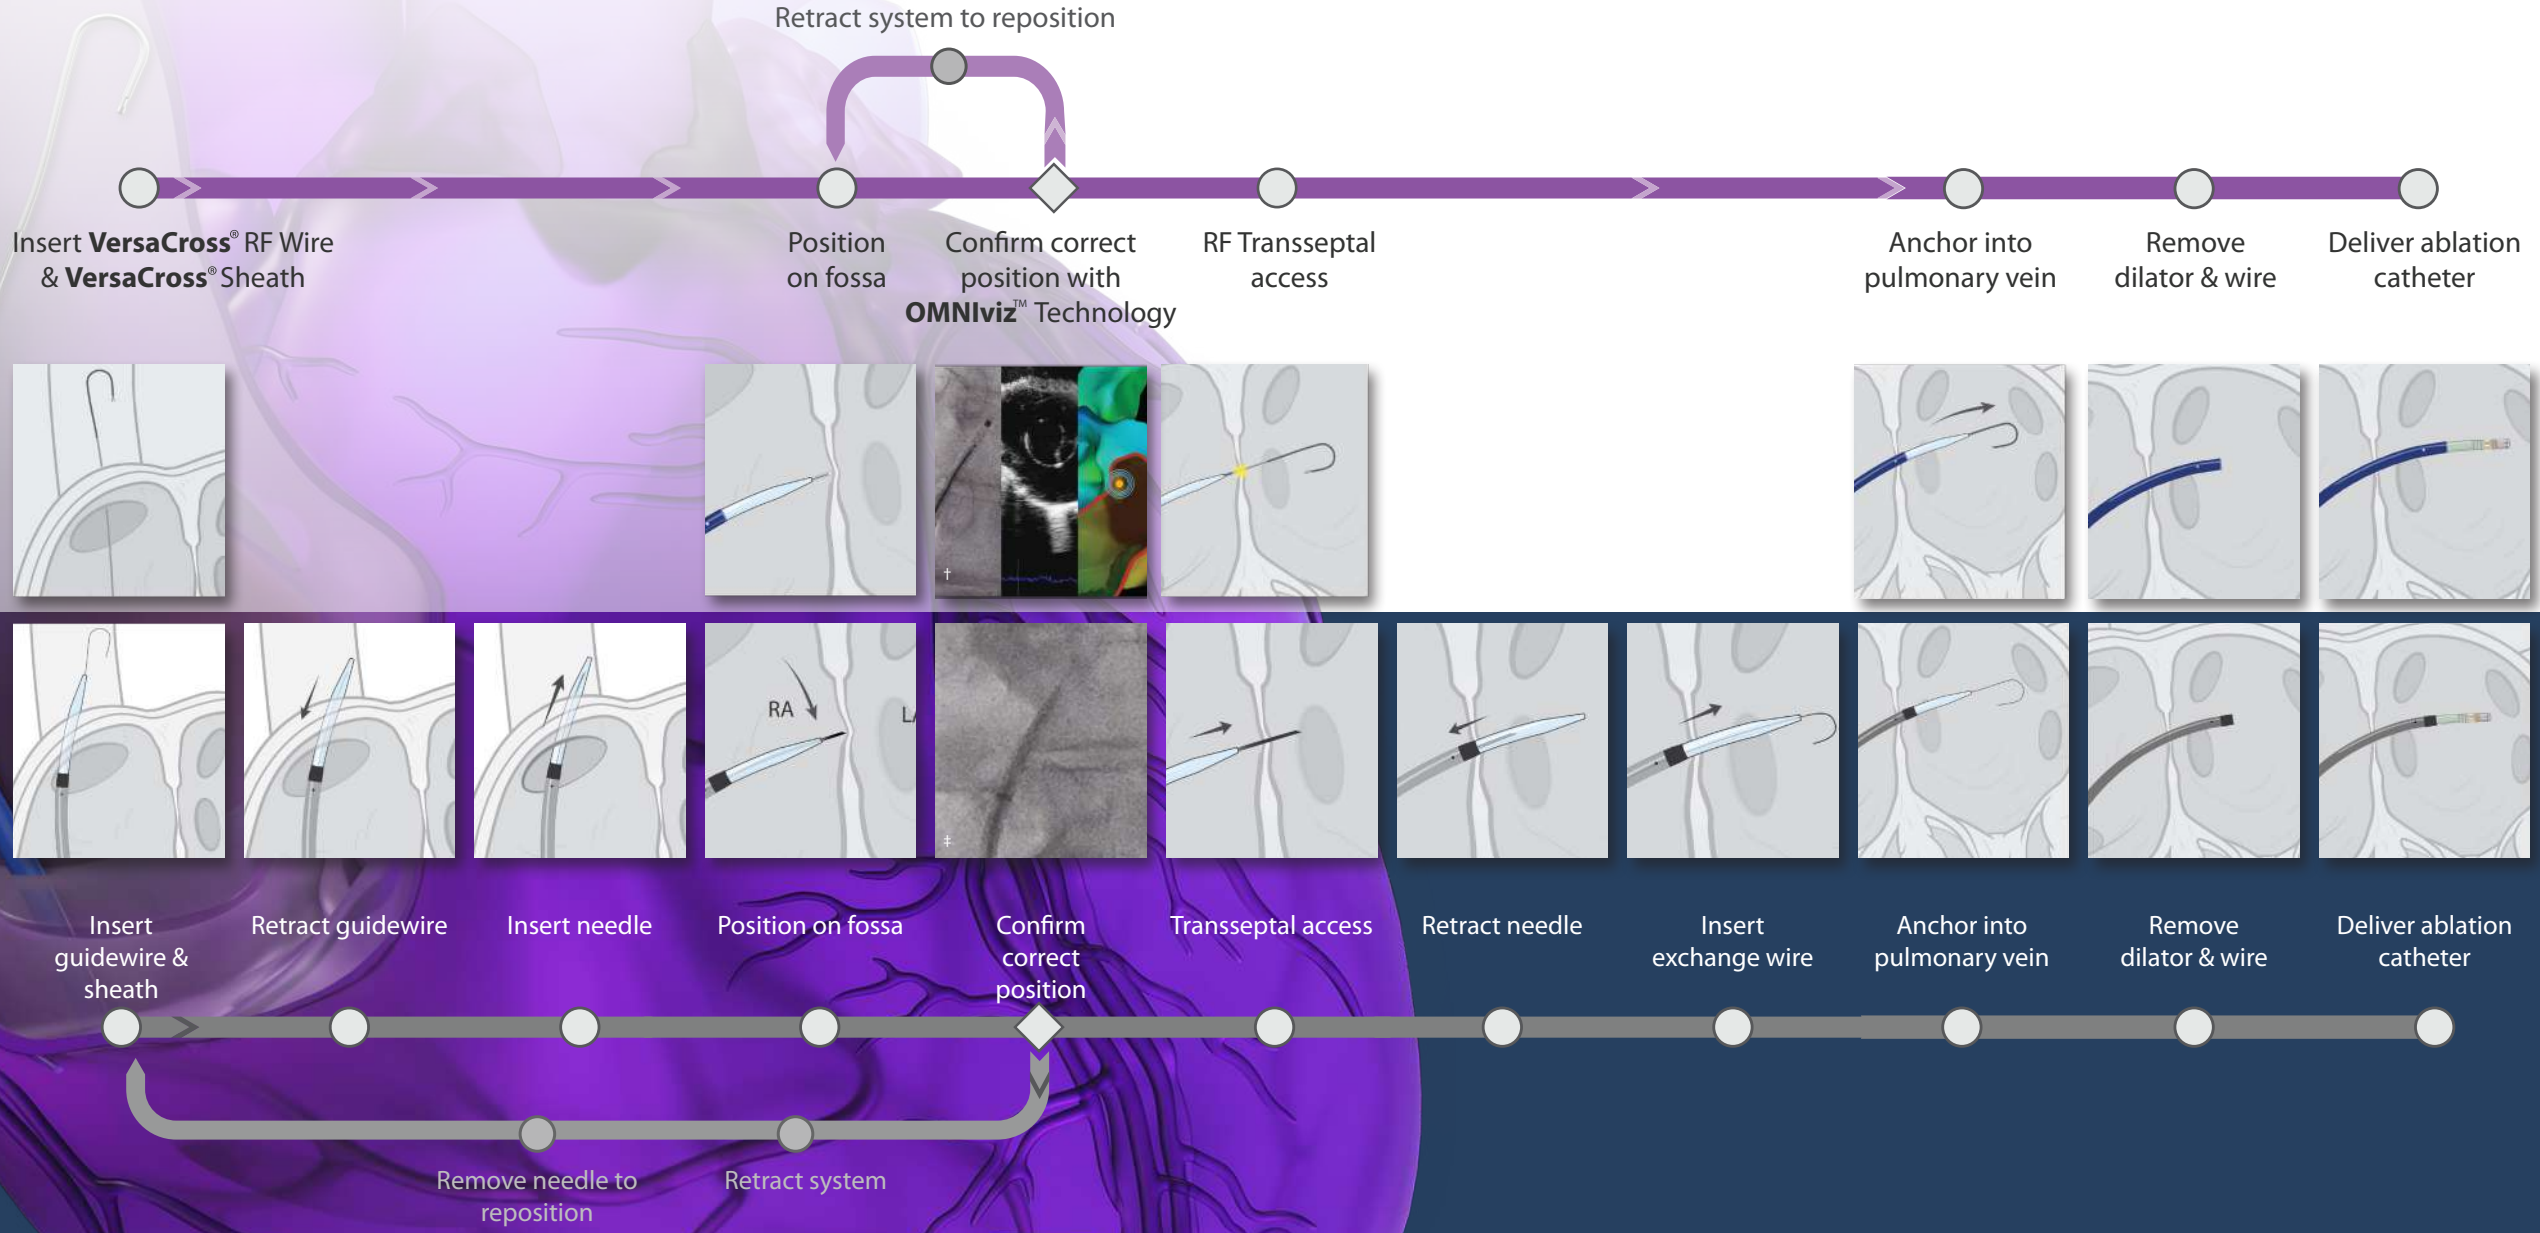 Retract system to reposition
Insert VersaCross® RF Wire
& VersaCross® Sheath
Position
on fossa
Confirm correct
position with
OMNIviz™ Technology
RF Transseptal
access
Anchor into
pulmonary vein
Remove
dilator & wire
Deliver ablation
catheter
†
RA
LA
‡
Insert
guidewire &
sheath
Retract guidewire
Insert needle
Position on fossa
Confirm
correct
position
Transseptal access
Retract needle
Insert
exchange wire
Anchor into
pulmonary vein
Remove
dilator & wire
Deliver ablation
catheter
Remove needle to
reposition
Retract system